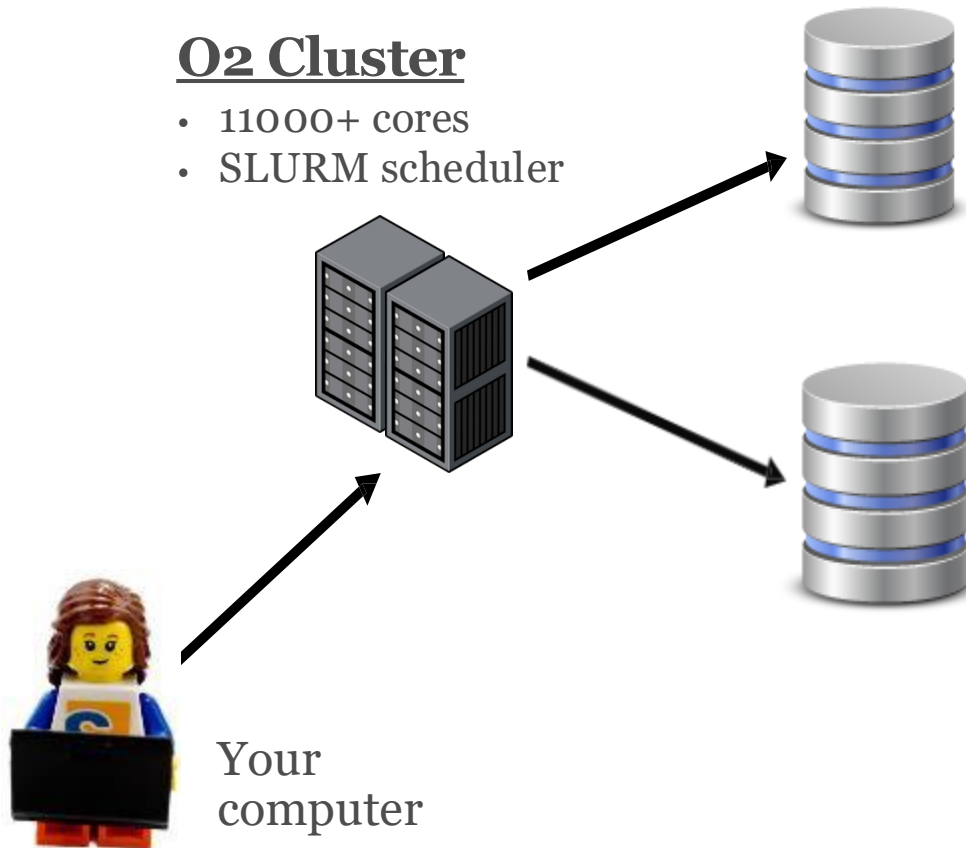 O2 Cluster
• 11000+ cores
• SLURM scheduler
Your
computer